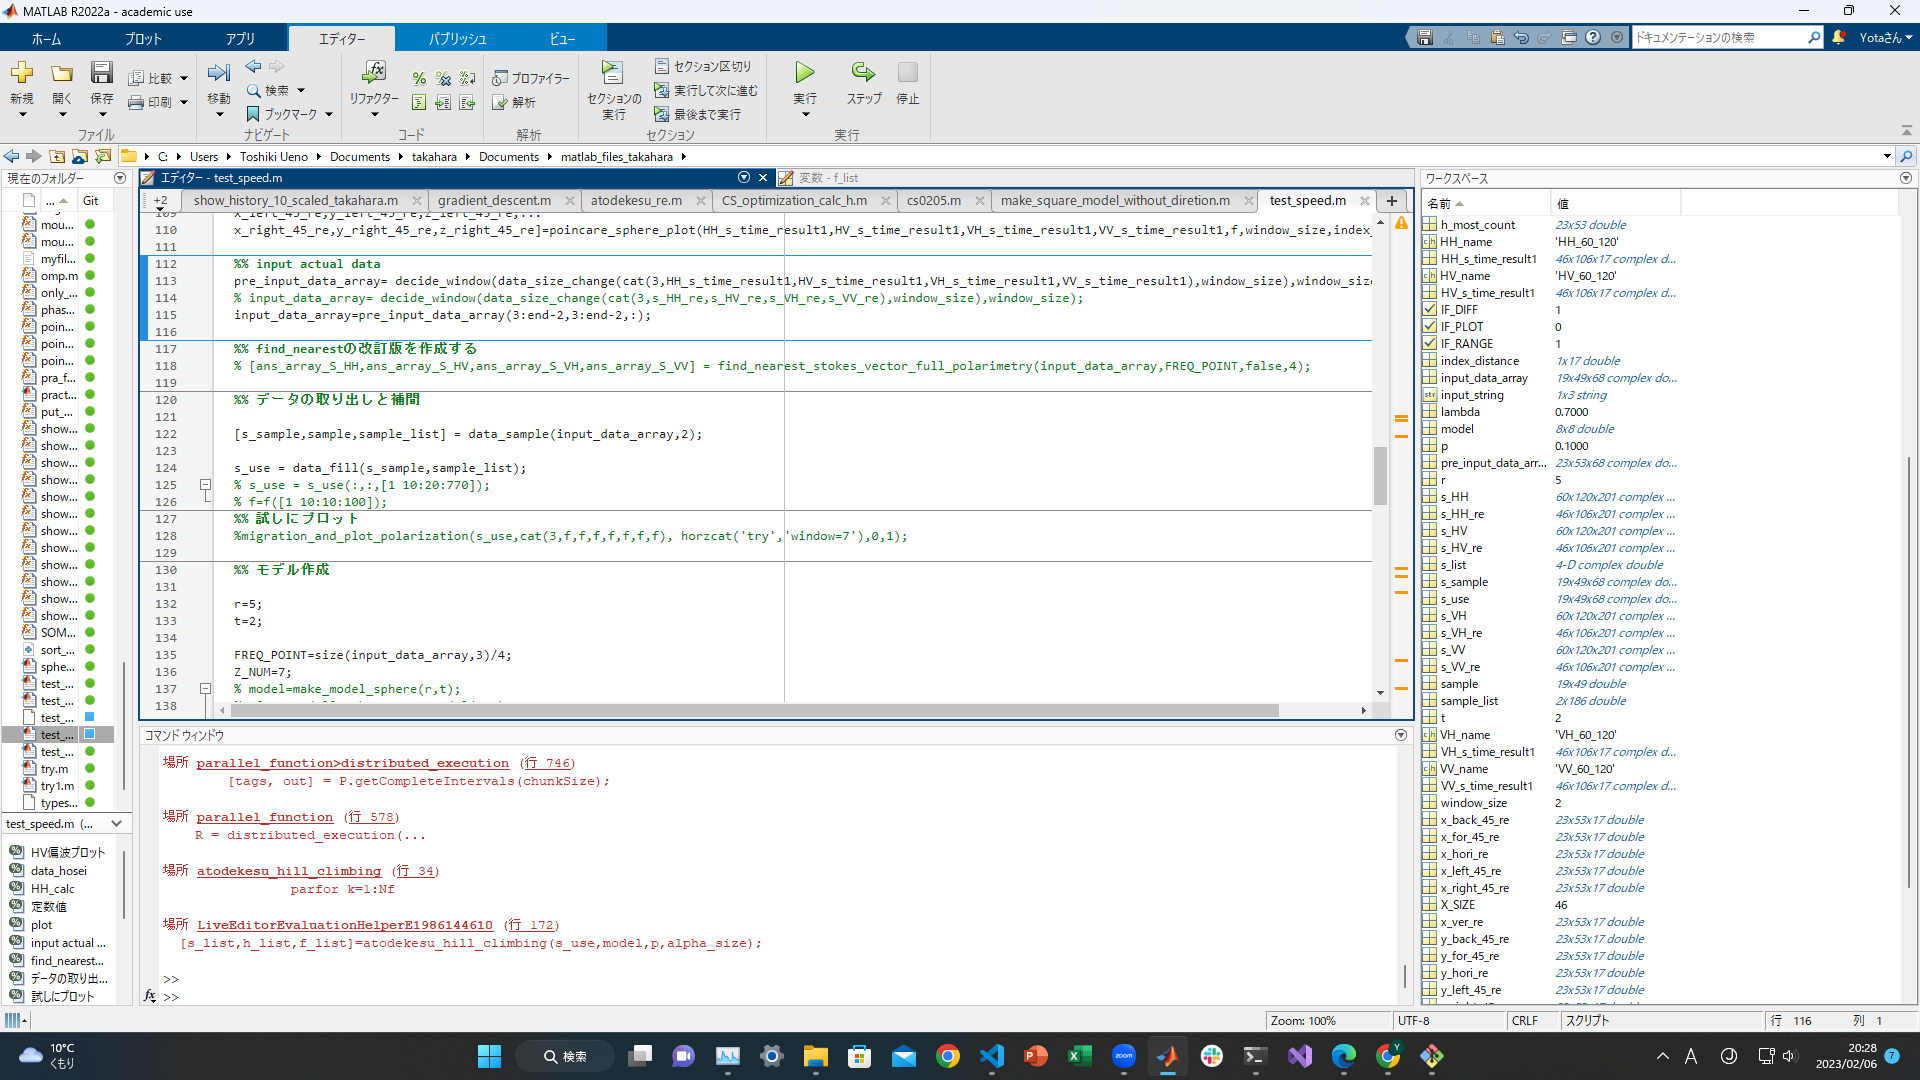 MATLAB R2022a - academic use
ホーム プロット アプリ エディター パブリッシュ ビュー
ドキュメンテーションの検索 Yotaさん
新規 開く 保存 比較 印刷 移動 検索 ブックマーク リファクター プロファイラー 解析 セクションの実行 セクション区切り 実行して次に進む 最後まで実行 実行 ステップ 停止
ファイル ナビゲート コード 解析 セクション 実行
C: Users Toshiki Ueno Documents takahara Documents matlab_files_takahara
現在のフォルダー
... Git
mou...
mou...
myfil...
omp.m
only_...
phas...
poin...
poin...
poin...
pra_f...
pract...
put_...
show...
show...
show...
show...
show...
show...
show...
show...
show...
show...
show...
show...
SOM...
sort_...
sphe...
test_...
test_...
test_...
test_...
test_...
try.m
try1.m
types...
test_speed.m (...
HV偏波プロット
data_hosei
HH_calc
定数値
plot
input actual ...
find_nearest...
データの取り出...
試しにプロット
エディター - test_speed.m
変数 - f_list
+2 show_history_10_scaled_takahara.m gradient_descent.m atodekesu_re.m CS_optimization_calc_h.m cs0205.m make_square_model_without_diretion.m test_speed.m
109 x_left_45_re,y_left_45_re,z_left_45_re,...
110 x_right_45_re,y_right_45_re,z_right_45_re]=poincare_sphere_plot(HH_s_time_result1,HV_s_time_result1,VH_s_time_result1,VV_s_time_result1,f,window_size,index_
111
112 %% input actual data
113 pre_input_data_array= decide_window(data_size_change(cat(3,HH_s_time_result1,HV_s_time_result1,VH_s_time_result1,VV_s_time_result1),window_size),window_size
114 % input_data_array= decide_window(data_size_change(cat(3,s_HH_re,s_HV_re,s_VH_re,s_VV_re),window_size),window_size);
115 input_data_array=pre_input_data_array(3:end-2,3:end-2,:);
116
117 %% find_nearestの改訂版を作成する
118 % [ans_array_S_HH,ans_array_S_HV,ans_array_S_VH,ans_array_S_VV] = find_nearest_stokes_vector_full_polarimetry(input_data_array,FREQ_POINT,false,4);
119
120 %% データの取り出しと補間
121
122 [s_sample,sample,sample_list] = data_sample(input_data_array,2);
123
124 s_use = data_fill(s_sample,sample_list);
125 % s_use = s_use(:,:,[1 10:20:770]);
126 % f=f([1 10:10:100]);
127 %% 試しにプロット
128 %migration_and_plot_polarization(s_use,cat(3,f,f,f,f,f,f,f), horzcat('try','window=7'),0,1);
129
130 %% モデル作成
131
132 r=5;
133 t=2;
134
135 FREQ_POINT=size(input_data_array,3)/4;
136 Z_NUM=7;
137 % model=make_model_sphere(r,t);
138
コマンド ウィンドウ
場所 parallel_function>distributed_execution (行 746)
[tags, out] = P.getCompleteIntervals(chunkSize);
場所 parallel_function (行 578)
R = distributed_execution(...
場所 atodekesu_hill_climbing (行 34)
parfor k=1:Nf
場所 LiveEditorEvaluationHelperE1986144610 (行 172)
[s_list,h_list,f_list]=atodekesu_hill_climbing(s_use,model,p,alpha_size);
>>
fx >>
ワークスペース
名前 値
h_most_count 23x53 double
HH_name 'HH_60_120'
HH_s_time_result1 46x106x17 complex d...
HV_name 'HV_60_120'
HV_s_time_result1 46x106x17 complex d...
IF_DIFF 1
IF_PLOT 0
IF_RANGE 1
index_distance 1x17 double
input_data_array 19x49x68 complex do...
input_string 1x3 string
lambda 0.7000
model 8x8 double
p 0.1000
pre_input_data_arr... 23x53x68 complex do...
r 5
s_HH 60x120x201 complex ...
s_HH_re 46x106x201 complex ...
s_HV 60x120x201 complex ...
s_HV_re 46x106x201 complex ...
s_list 4-D complex double
s_sample 19x49x68 complex do...
s_use 19x49x68 complex do...
s_VH 60x120x201 complex ...
s_VH_re 46x106x201 complex ...
s_VV 60x120x201 complex ...
s_VV_re 46x106x201 complex ...
sample 19x49 double
sample_list 2x186 double
t 2
VH_name 'VH_60_120'
VH_s_time_result1 46x106x17 complex d...
VV_name 'VV_60_120'
VV_s_time_result1 46x106x17 complex d...
window_size 2
x_back_45_re 23x53x17 double
x_for_45_re 23x53x17 double
x_hori_re 23x53x17 double
x_left_45_re 23x53x17 double
x_right_45_re 23x53x17 double
X_SIZE 46
x_ver_re 23x53x17 double
y_back_45_re 23x53x17 double
y_for_45_re 23x53x17 double
y_hori_re 23x53x17 double
y_left_45_re 23x53x17 double
Zoom: 100% UTF-8 CRLF スクリプト 行 116 列 1
10°C
くもり
検索
zoom
A
20:28
2023/02/06
7